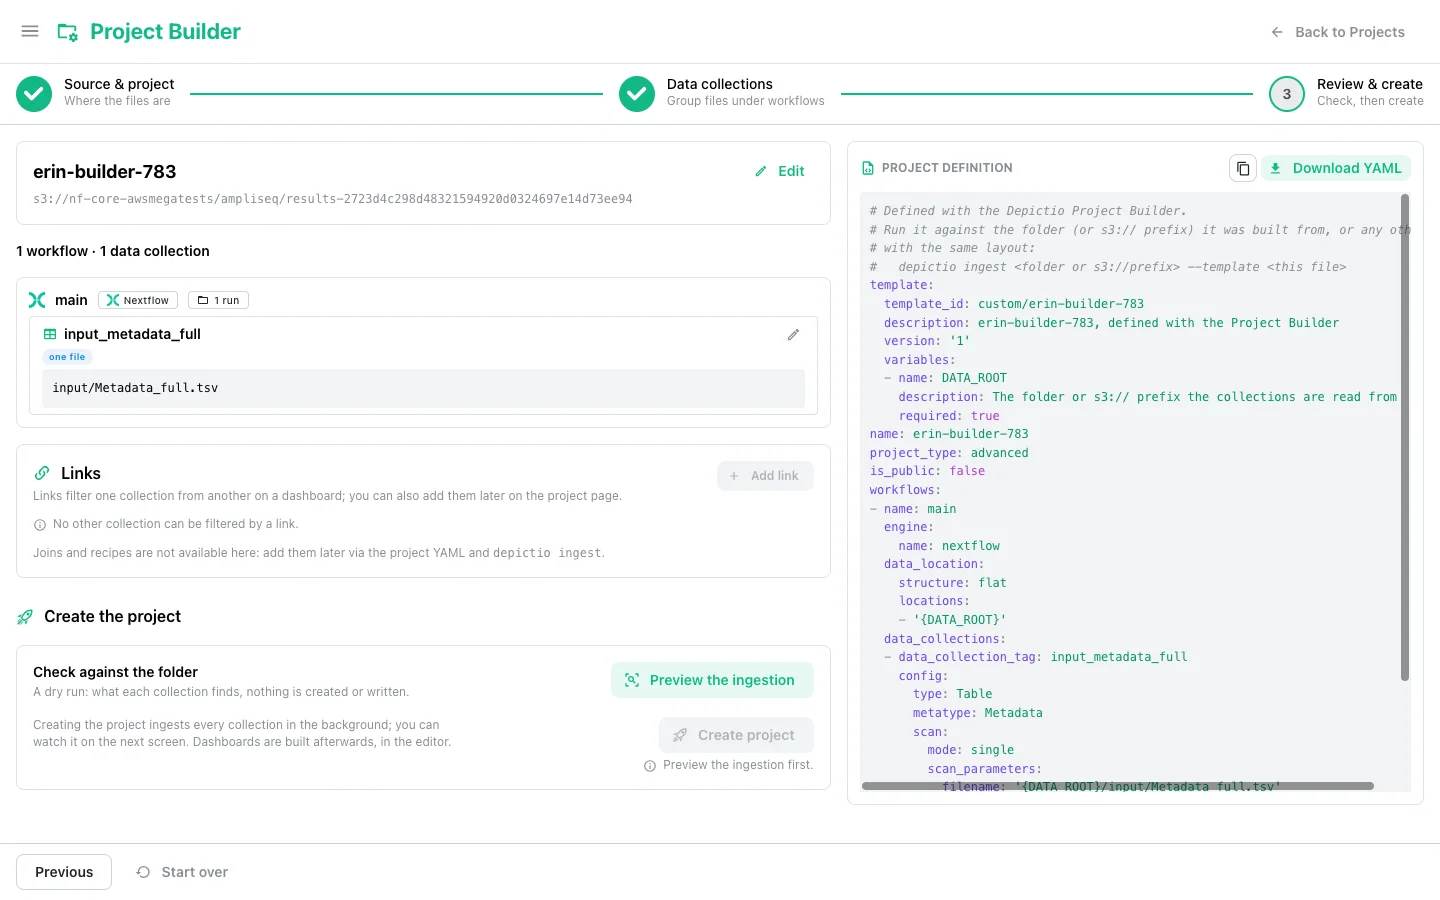 Project Builder
Back to Projects
Source & project
Where the files are
Data collections
Group files under workflows
3
Review & create
Check, then create
erin-builder-783
Edit
s3://nf-core-awsmegatests/ampliseq/results-2723d4c298d48321594920d0324697e14d73ee94
1 workflow · 1 data collection
main
Nextflow
1 run
input_metadata_full
one file
input/Metadata_full.tsv
Links
Add link
Links filter one collection from another on a dashboard; you can also add them later on the project page.
No other collection can be filtered by a link.
Joins and recipes are not available here: add them later via the project YAML and depictio ingest.
Create the project
Check against the folder
A dry run: what each collection finds, nothing is created or written.
Preview the ingestion
Creating the project ingests every collection in the background; you can
watch it on the next screen. Dashboards are built afterwards, in the editor.
Create project
Preview the ingestion first.
PROJECT DEFINITION
Download YAML
# Defined with the Depictio Project Builder.
# Run it against the folder (or s3:// prefix) it was built from, or any oth
# with the same layout:
#   depictio ingest <folder or s3://prefix> --template <this file>
template:
  template_id: custom/erin-builder-783
  description: erin-builder-783, defined with the Project Builder
  version: '1'
  variables:
  - name: DATA_ROOT
    description: The folder or s3:// prefix the collections are read from
    required: true
name: erin-builder-783
project_type: advanced
is_public: false
workflows:
- name: main
  engine:
    name: nextflow
  data_location:
    structure: flat
    locations:
    - '{DATA_ROOT}'
  data_collections:
  - data_collection_tag: input_metadata_full
    config:
      type: Table
      metatype: Metadata
      scan:
        mode: single
        scan_parameters:
          filename: '{DATA_ROOT}/input/Metadata_full.tsv'
Previous
Start over